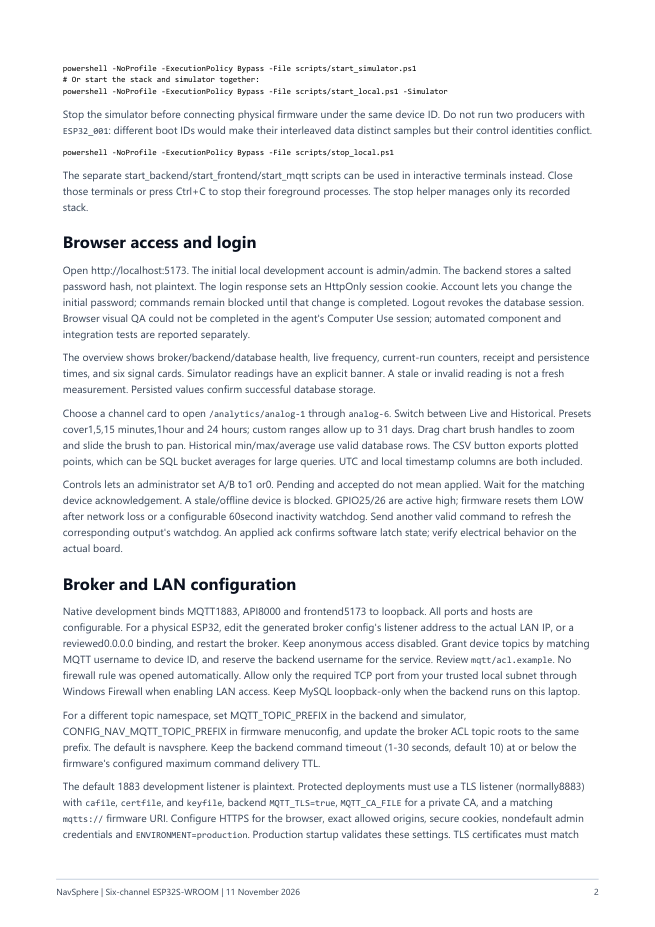 powershell -NoProfile -ExecutionPolicy Bypass -File scripts/start_simulator.ps1
# Or start the stack and simulator together:
powershell -NoProfile -ExecutionPolicy Bypass -File scripts/start_local.ps1 -Simulator
Stop the simulator before connecting physical firmware under the same device ID. Do not run two producers with
ESP32_001: different boot IDs would make their interleaved data distinct samples but their control identities conflict.
powershell -NoProfile -ExecutionPolicy Bypass -File scripts/stop_local.ps1
The separate start_backend/start_frontend/start_mqtt scripts can be used in interactive terminals instead. Close
those terminals or press Ctrl+C to stop their foreground processes. The stop helper manages only its recorded
stack.
Browser access and login
Open http://localhost:5173. The initial local development account is admin/admin. The backend stores a salted
password hash, not plaintext. The login response sets an HttpOnly session cookie. Account lets you change the
initial password; commands remain blocked until that change is completed. Logout revokes the database session.
Browser visual QA could not be completed in the agent's Computer Use session; automated component and
integration tests are reported separately.
The overview shows broker/backend/database health, live frequency, current-run counters, receipt and persistence
times, and six signal cards. Simulator readings have an explicit banner. A stale or invalid reading is not a fresh
measurement. Persisted values confirm successful database storage.
Choose a channel card to open /analytics/analog-1 through analog-6. Switch between Live and Historical. Presets
cover1,5,15 minutes,1hour and 24 hours; custom ranges allow up to 31 days. Drag chart brush handles to zoom
and slide the brush to pan. Historical min/max/average use valid database rows. The CSV button exports plotted
points, which can be SQL bucket averages for large queries. UTC and local timestamp columns are both included.
Controls lets an administrator set A/B to1 or0. Pending and accepted do not mean applied. Wait for the matching
device acknowledgement. A stale/offline device is blocked. GPIO25/26 are active high; firmware resets them LOW
after network loss or a configurable 60second inactivity watchdog. Send another valid command to refresh the
corresponding output's watchdog. An applied ack confirms software latch state; verify electrical behavior on the
actual board.
Broker and LAN configuration
Native development binds MQTT1883, API8000 and frontend5173 to loopback. All ports and hosts are
configurable. For a physical ESP32, edit the generated broker config's listener address to the actual LAN IP, or a
reviewed0.0.0.0 binding, and restart the broker. Keep anonymous access disabled. Grant device topics by matching
MQTT username to device ID, and reserve the backend username for the service. Review mqtt/acl.example. No
firewall rule was opened automatically. Allow only the required TCP port from your trusted local subnet through
Windows Firewall when enabling LAN access. Keep MySQL loopback-only when the backend runs on this laptop.
For a different topic namespace, set MQTT_TOPIC_PREFIX in the backend and simulator,
CONFIG_NAV_MQTT_TOPIC_PREFIX in firmware menuconfig, and update the broker ACL topic roots to the same
prefix. The default is navsphere. Keep the backend command timeout (1-30 seconds, default 10) at or below the
firmware's configured maximum command delivery TTL.
The default 1883 development listener is plaintext. Protected deployments must use a TLS listener (normally8883)
with cafile, certfile, and keyfile, backend MQTT_TLS=true, MQTT_CA_FILE for a private CA, and a matching
mqtts:// firmware URI. Configure HTTPS for the browser, exact allowed origins, secure cookies, nondefault admin
credentials and ENVIRONMENT=production. Production startup validates these settings. TLS certificates must match
NavSphere | Six-channel ESP32S-WROOM | 11 November 2026
2